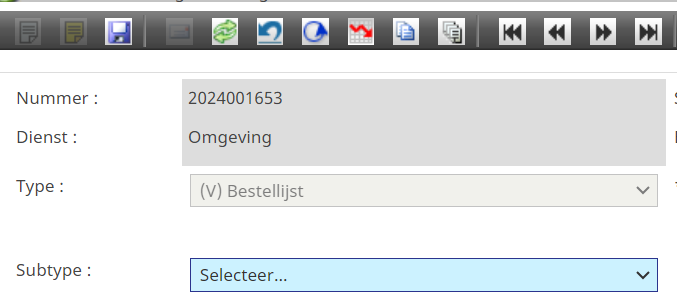 Nummer : 2024001653
Dienst : Omgeving
Type : (V) Bestellijst
Subtype : Selecteer...